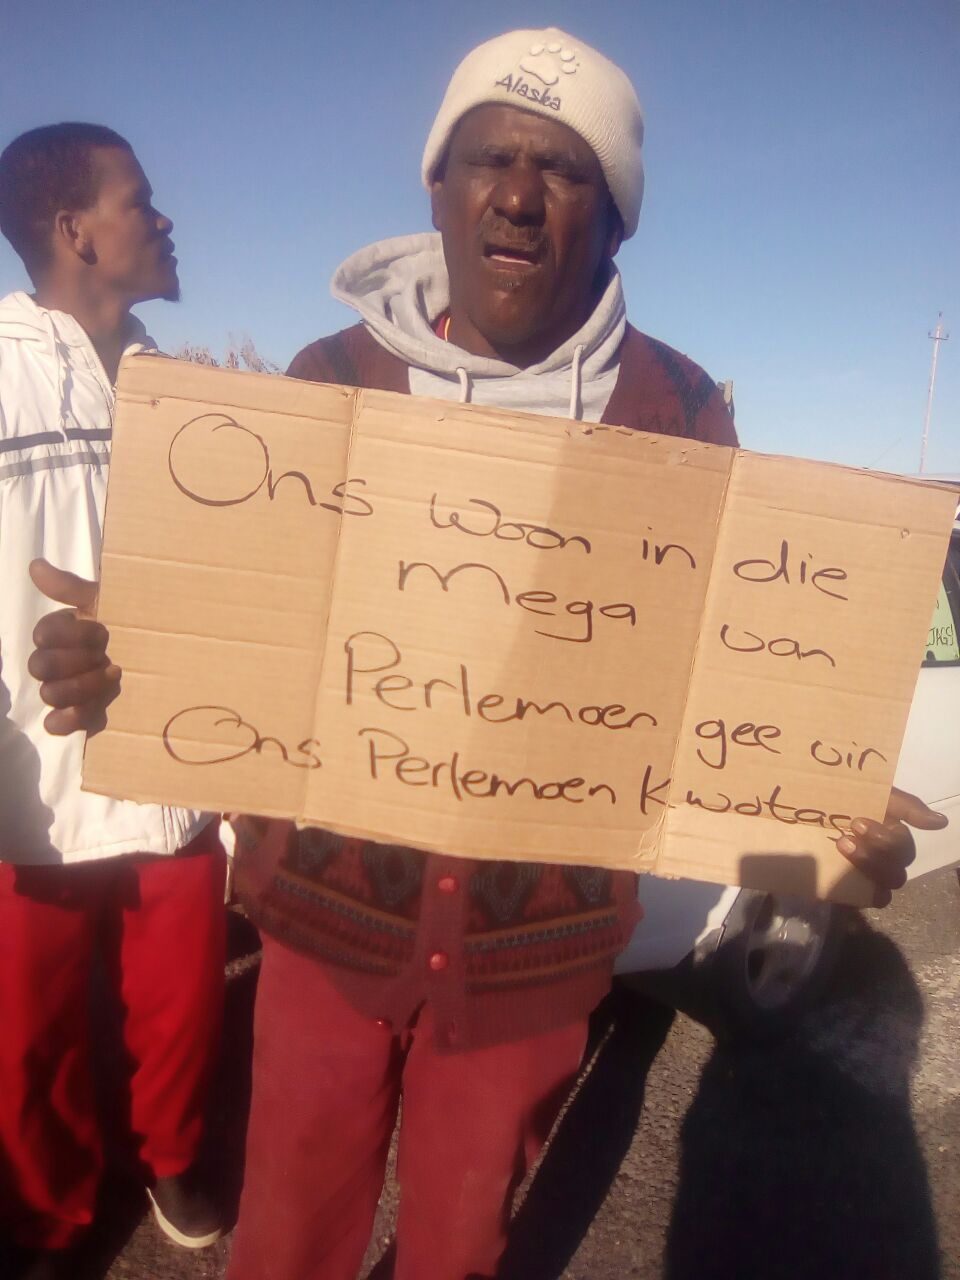 Alaska
Ons woon in die
Mega van
Perlemoen gee vir
Ons Perlemoen Kwotas